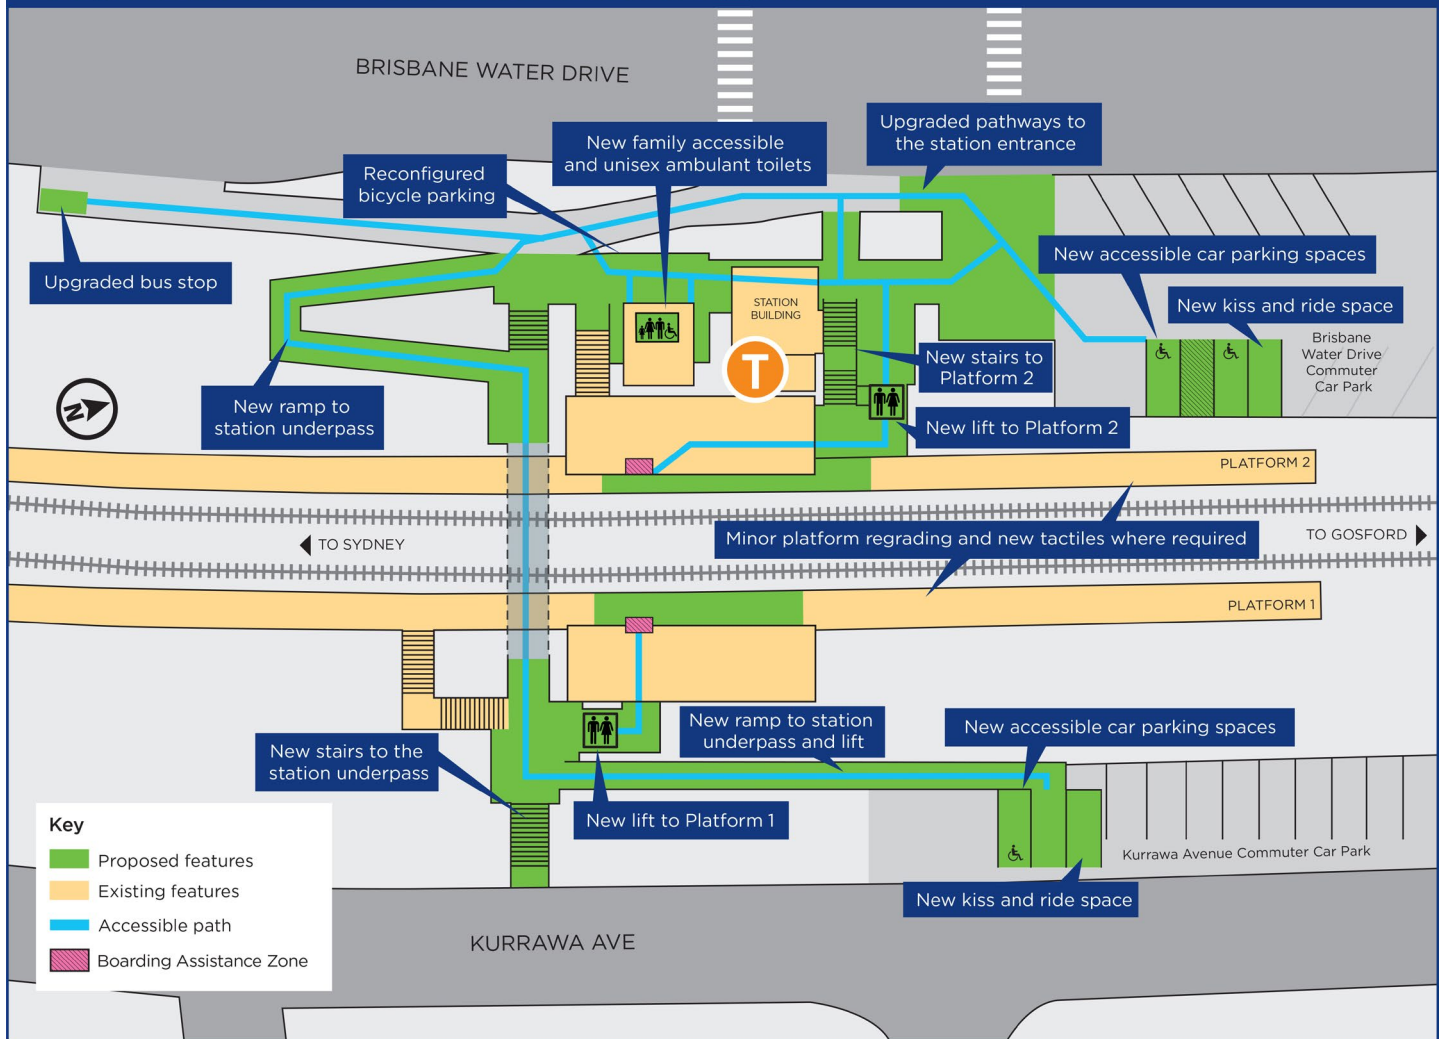 BRISBANE WATER DRIVE
Upgraded pathways to
the station entrance
New family accessible
and unisex ambulant toilets
Reconfigured
bicycle parking
Upgraded bus stop
New accessible car parking spaces
New kiss and ride space
STATION
BUILDING
T
Brisbane
Water Drive
Commuter
Car Park
New stairs to
Platform 2
New ramp to
station underpass
N
New lift to Platform 2
PLATFORM 2
Minor platform regrading and new tactiles where required
TO SYDNEY
TO GOSFORD
PLATFORM 1
New ramp to station
underpass and lift
New accessible car parking spaces
New stairs to the
station underpass
New lift to Platform 1
Kurrawa Avenue Commuter Car Park
New kiss and ride space
KURRAWA AVE
Key
Proposed features
Existing features
Accessible path
Boarding Assistance Zone